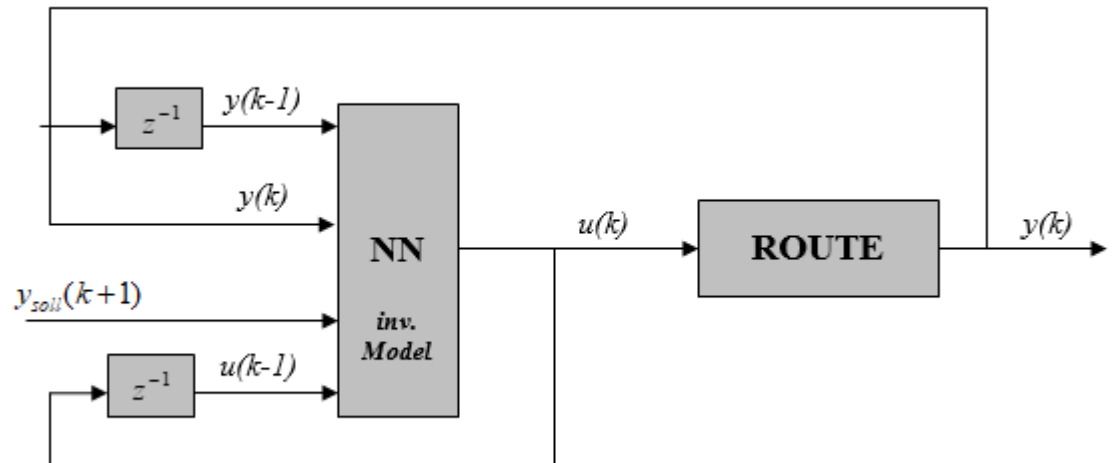 z⁻¹
y(k-1)
y(k)
NN
u(k)
ROUTE
y(k)
y_soll(k+1)
inv.
Model
z⁻¹
u(k-1)